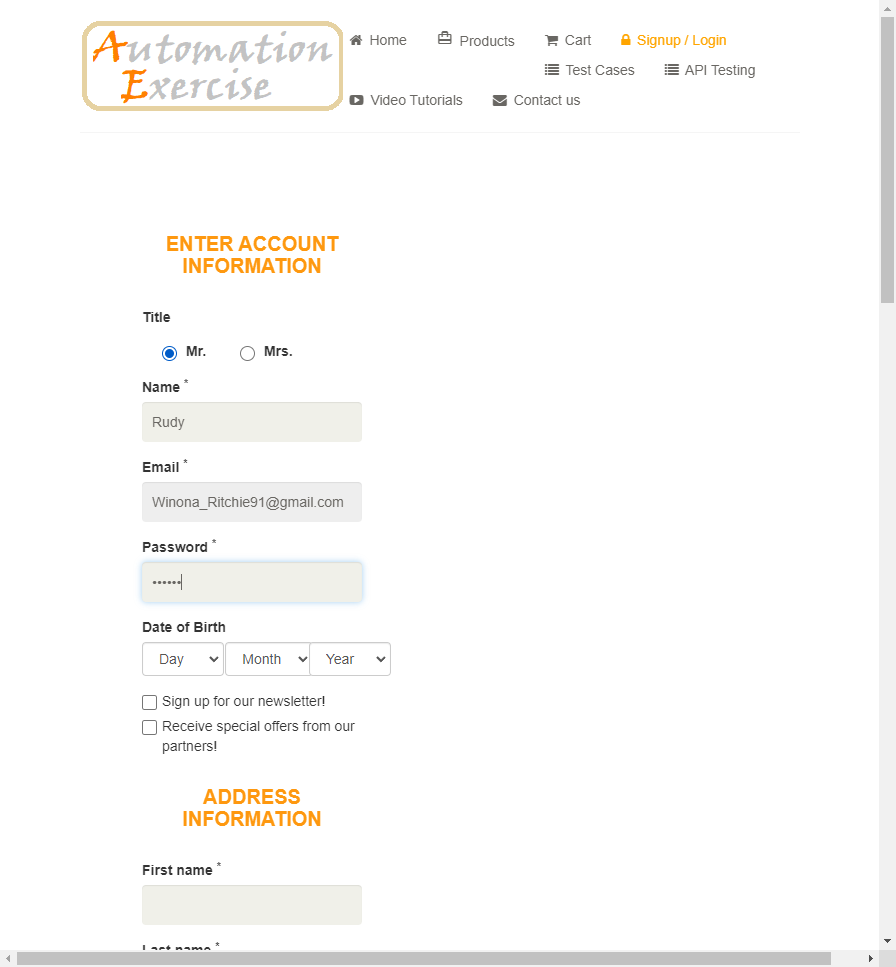 Automation
Exercise
Home
Products
Cart
Signup / Login
Test Cases
API Testing
Video Tutorials
Contact us
ENTER ACCOUNT
INFORMATION
Title
Mr.
Mrs.
Name *
Rudy
Email *
Winona_Ritchie91@gmail.com
Password *
••••••
Date of Birth
Day
Month
Year
Sign up for our newsletter!
Receive special offers from our
partners!
ADDRESS
INFORMATION
First name *
Last name *